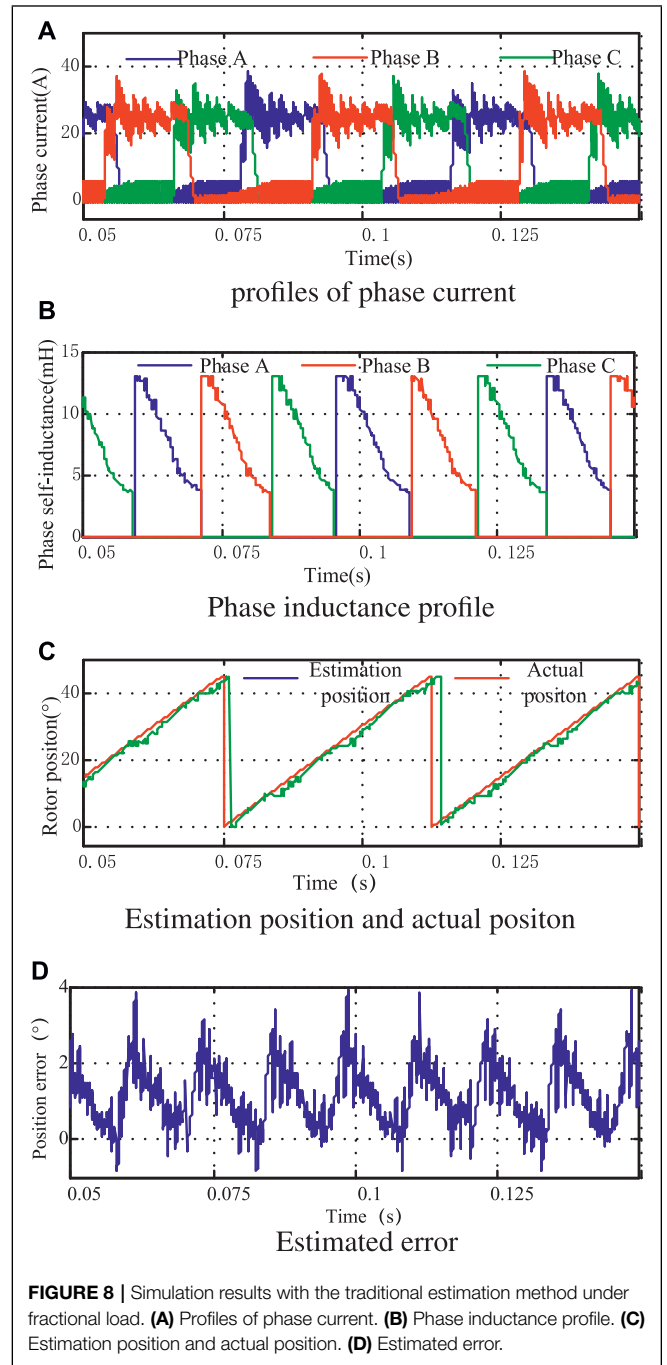 A
Phase A
Phase B
Phase C
Phase current(A)
40
20
0
0.05
0.075
0.1
0.125
Time(s)
profiles of phase current
B
Phase A
Phase B
Phase C
Phase self-inductance(mH)
15
10
5
0
0.05
0.075
0.1
0.125
Time(s)
Phase inductance profile
C
Estimation
position
Actual
positon
Rotor positon(°)
40
20
0
0.05
0.075
0.1
0.125
Time (s)
Estimation position and actual positon
D
Position error (°)
4
2
0
0.05
0.075
0.1
0.125
Time (s)
Estimated error
FIGURE 8 | Simulation results with the traditional estimation method under
fractional load. (A) Profiles of phase current. (B) Phase inductance profile. (C)
Estimation position and actual position. (D) Estimated error.